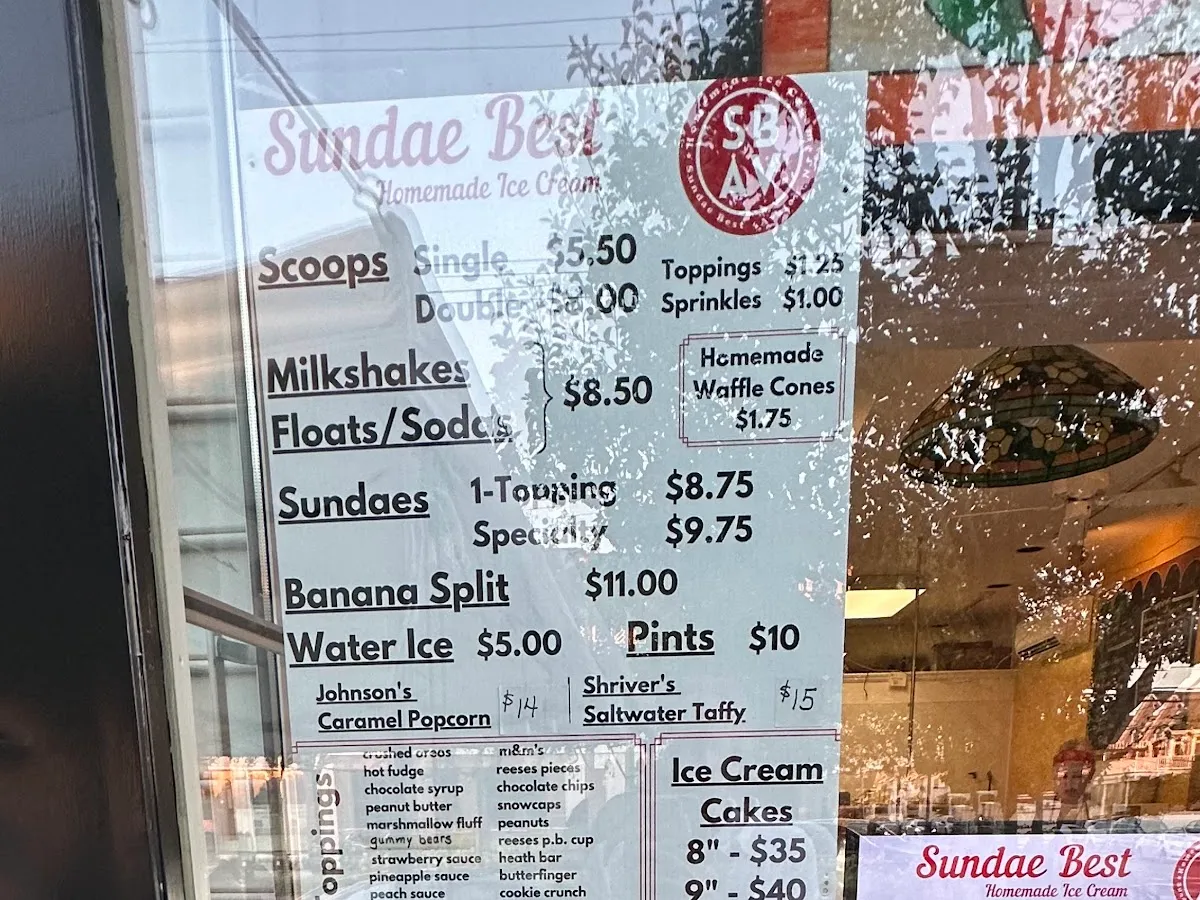 Sundae Best
Homemade Ice Cream
SB
AV
Scoops Single $5.50
Double $8.00
Toppings $1.25
Sprinkles $1.00
Milkshakes
Floats/Sodas
$8.50
Homemade
Waffle Cones
$1.75
Sundaes 1-Topping $8.75
Specialty $9.75
Banana Split $11.00
Water Ice $5.00 Pints $10
Johnson's
Caramel Popcorn $14
Shriver's
Saltwater Taffy $15
Toppings
crushed oreos
hot fudge
chocolate syrup
peanut butter
marshmallow fluff
gummy bears
strawberry sauce
pineapple sauce
peach sauce
m&m's
reeses pieces
chocolate chips
snowcaps
peanuts
reeses p.b. cup
heath bar
butterfinger
cookie crunch
Ice Cream
Cakes
8" - $35
9" - $40
Sundae Best
Homemade Ice Cream